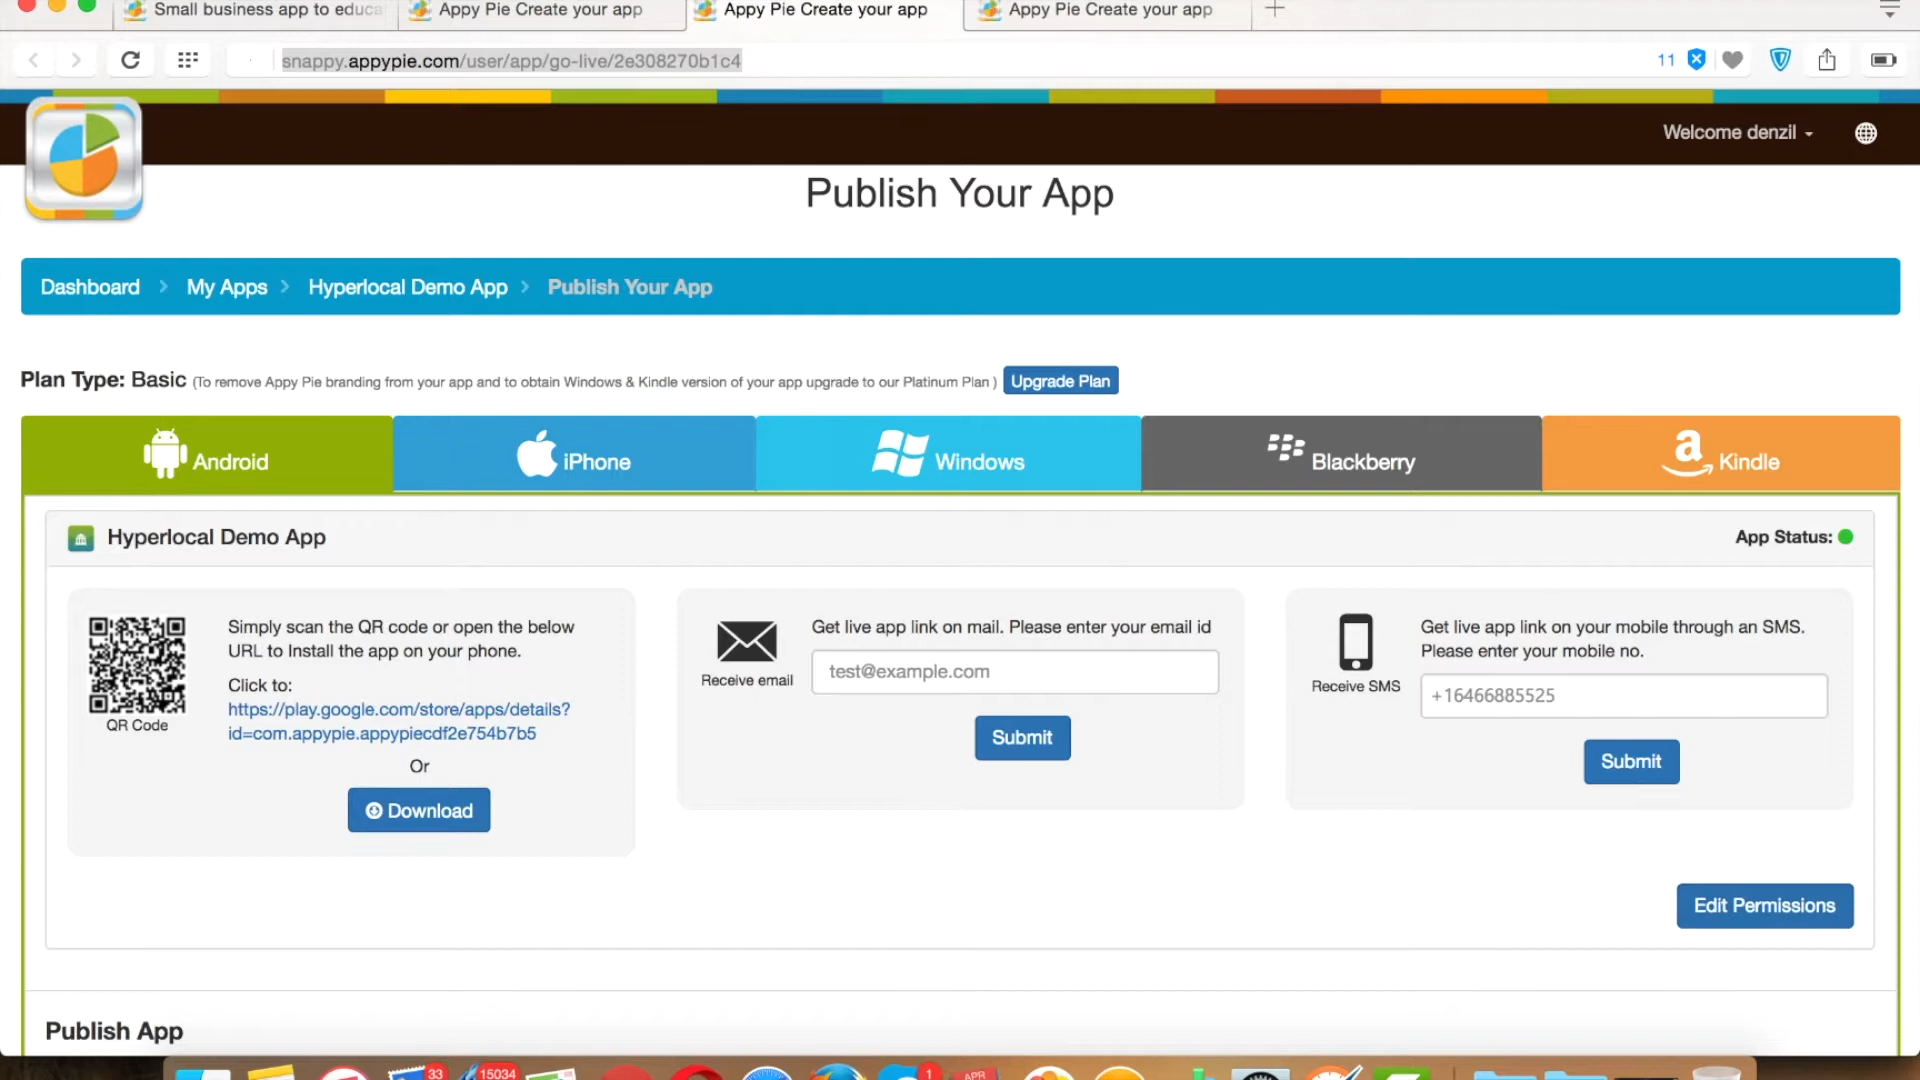 Small business app to educa
Appy Pie Create your app
Appy Pie Create your app
Appy Pie Create your app
snappy.appypie.com/user/app/go-live/2e308270b1c4
11
Welcome denzil
Publish Your App
Dashboard > My Apps > Hyperlocal Demo App > Publish Your App
Plan Type: Basic (To remove Appy Pie branding from your app and to obtain Windows & Kindle version of your app upgrade to our Platinum Plan ) Upgrade Plan
Android
iPhone
Windows
Blackberry
a Kindle
Hyperlocal Demo App
App Status:
Simply scan the QR code or open the below
URL to Install the app on your phone.
Click to:
https://play.google.com/store/apps/details?
id=com.appypie.appypiecdf2e754b7b5
QR Code
Or
Download
Receive email
Get live app link on mail. Please enter your email id
test@example.com
Submit
Receive SMS
Get live app link on your mobile through an SMS.
Please enter your mobile no.
+16466885525
Submit
Edit Permissions
Publish App
33
15034
1
APR